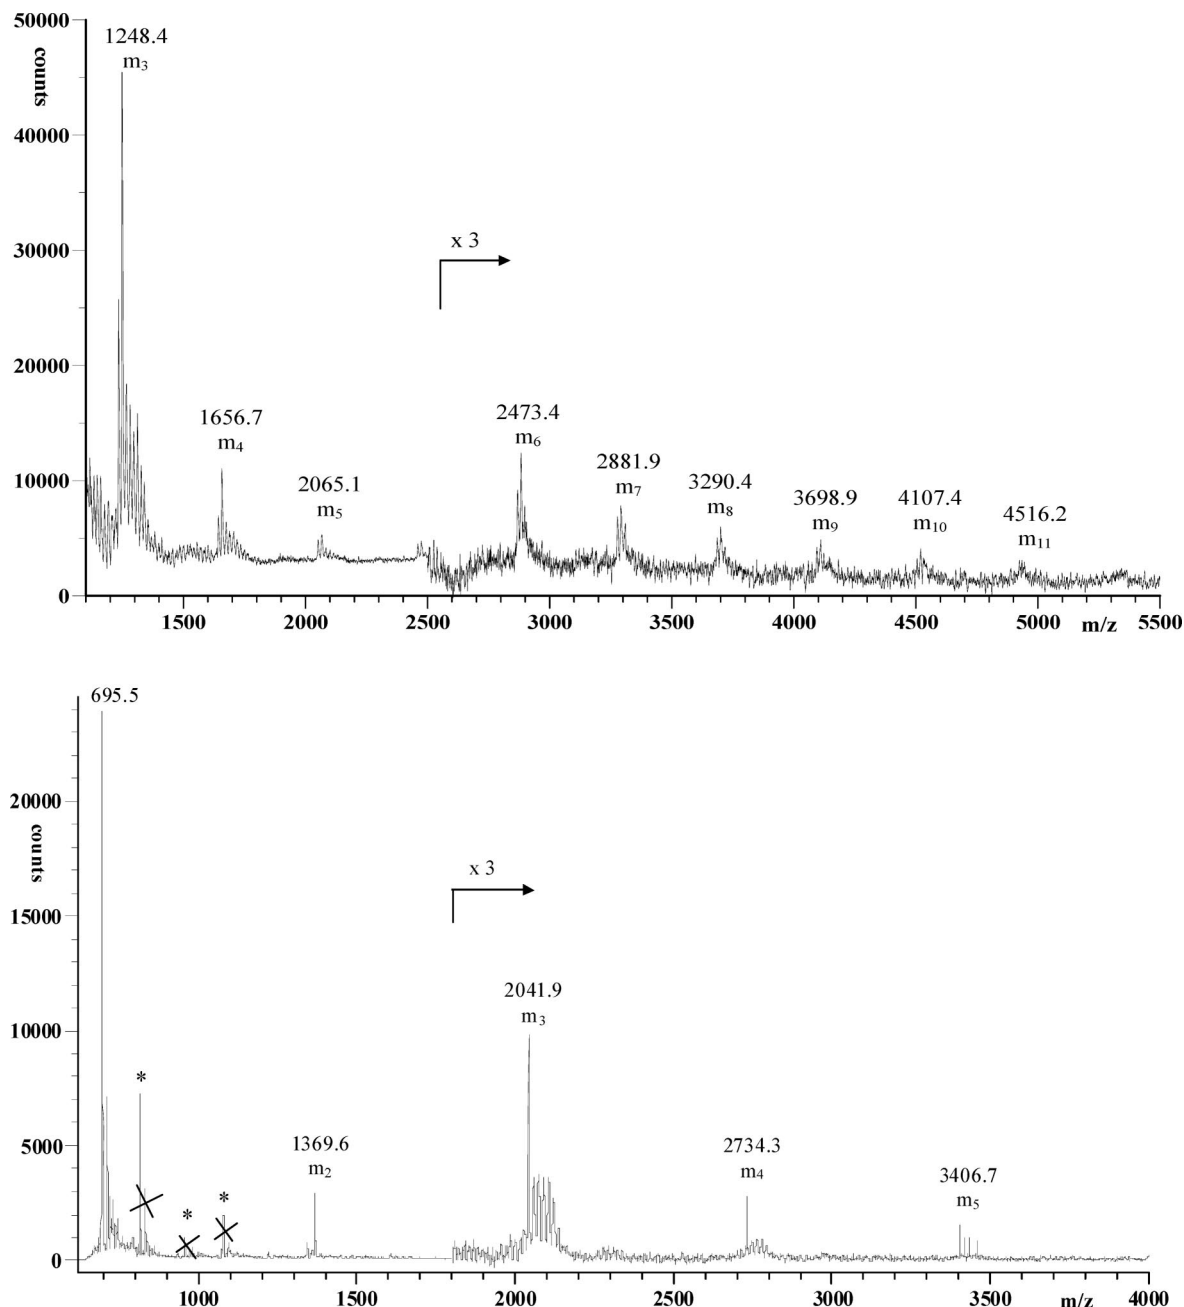 50000
40000
30000
20000
10000
0
counts
1248.4
m₃
1656.7
m₄
2065.1
m₅
x 3
2473.4
m₆
2881.9
m₇
3290.4
m₈
3698.9
m₉
4107.4
m₁₀
4516.2
m₁₁
1500 2000 2500 3000 3500 4000 4500 5000 m/z 5500
695.5
20000
15000
10000
5000
0
counts
*
*
*
1369.6
m₂
x 3
2041.9
m₃
2734.3
m₄
3406.7
m₅
1000 1500 2000 2500 3000 3500 m/z 4000